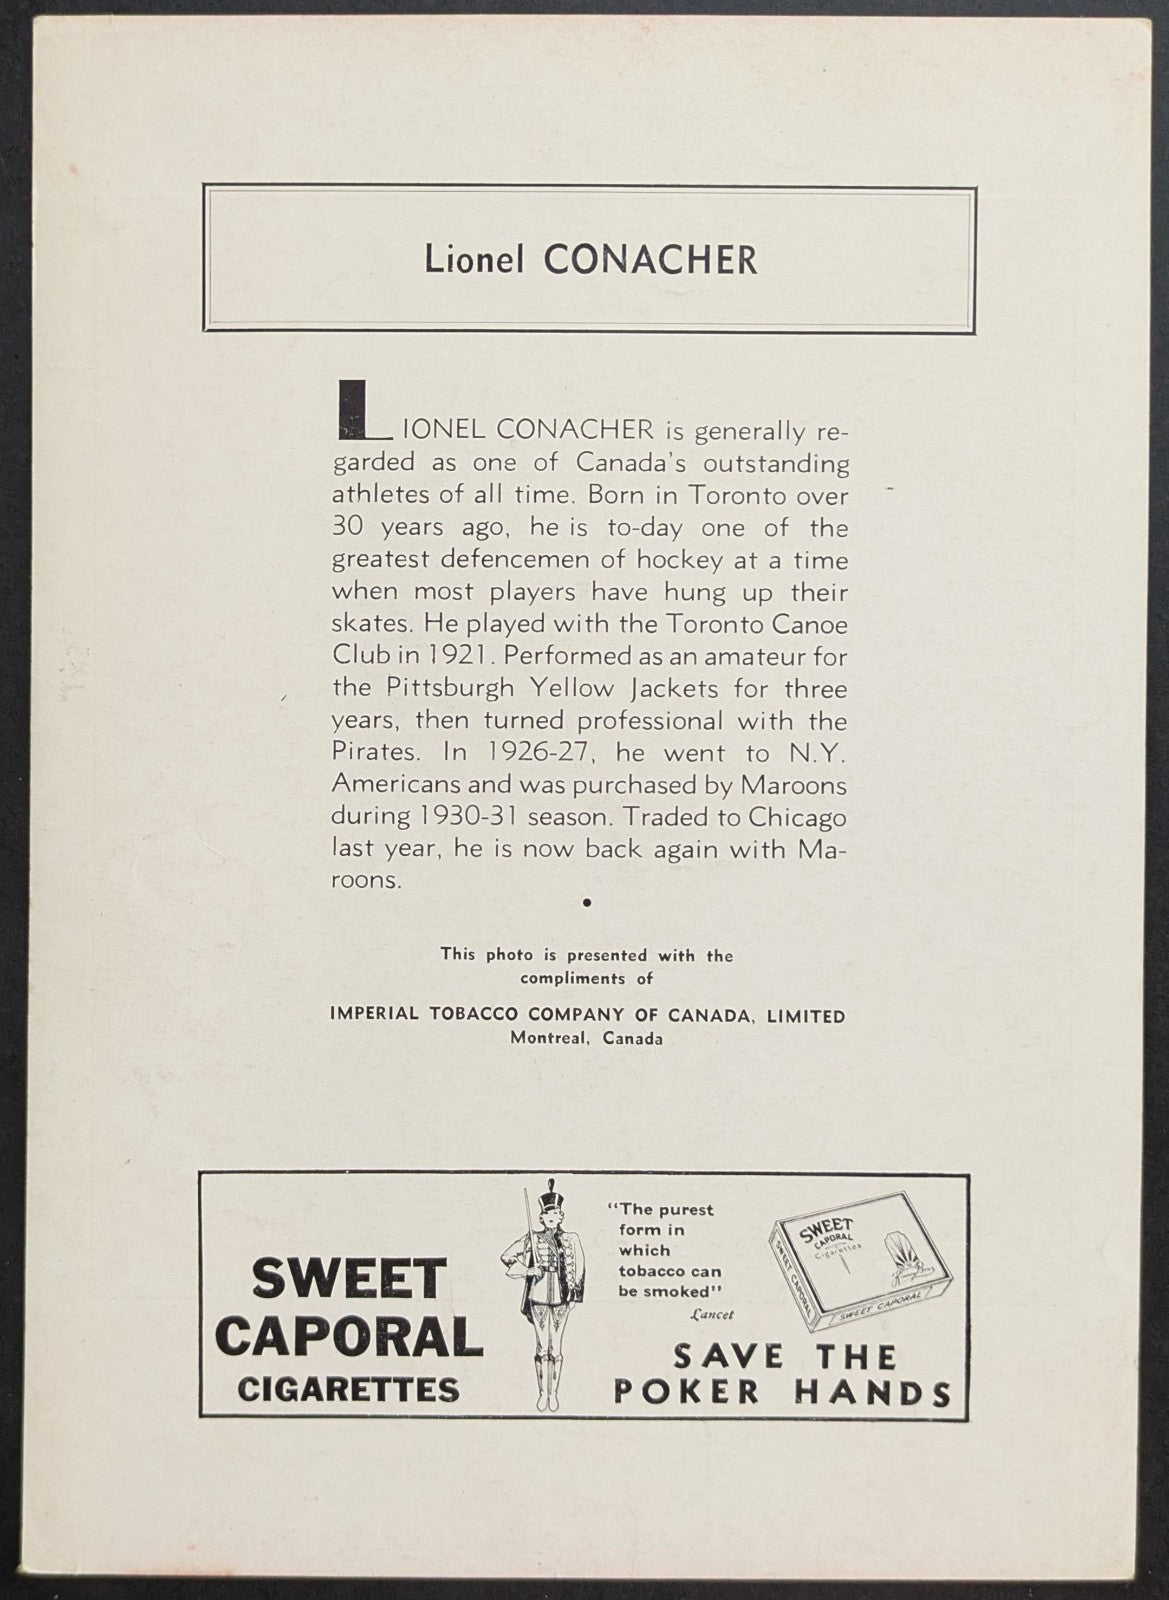 Lionel CONACHER
LIONEL CONACHER is generally re-
garded as one of Canada's outstanding
athletes of all time. Born in Toronto over
30 years ago, he is to-day one of the
greatest defencemen of hockey at a time
when most players have hung up their
skates. He played with the Toronto Canoe
Club in 1921. Performed as an amateur for
the Pittsburgh Yellow Jackets for three
years, then turned professional with the
Pirates. In 1926-27, he went to N.Y.
Americans and was purchased by Maroons
during 1930-31 season. Traded to Chicago
last year, he is now back again with Ma-
roons.
This photo is presented with the
compliments of
IMPERIAL TOBACCO COMPANY OF CANADA, LIMITED
Montreal, Canada
SWEET
CAPORAL
CIGARETTES
"The purest
form in
which
tobacco can
be smoked"
Lancet
SWEET
CAPORAL
Cigarettes
SWEET CAPORAL
SWEET CAPORAL
SAVE THE
POKER HANDS